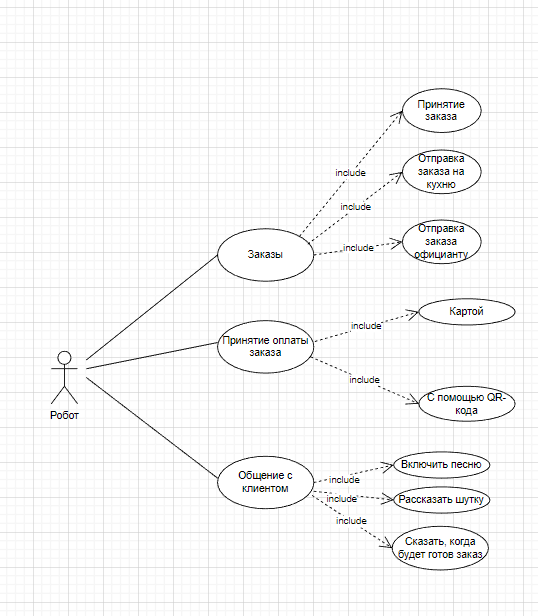 Принятие
заказа
include
Отправка
заказа на
кухню
include
Отправка
заказа
официанту
include
Заказы
Картой
include
Принятие оплаты
заказа
include
С помощью QR-
кода
Робот
Включить песню
include
Общение с
клиентом
Рассказать шутку
include
include
Сказать, когда
будет готов заказ